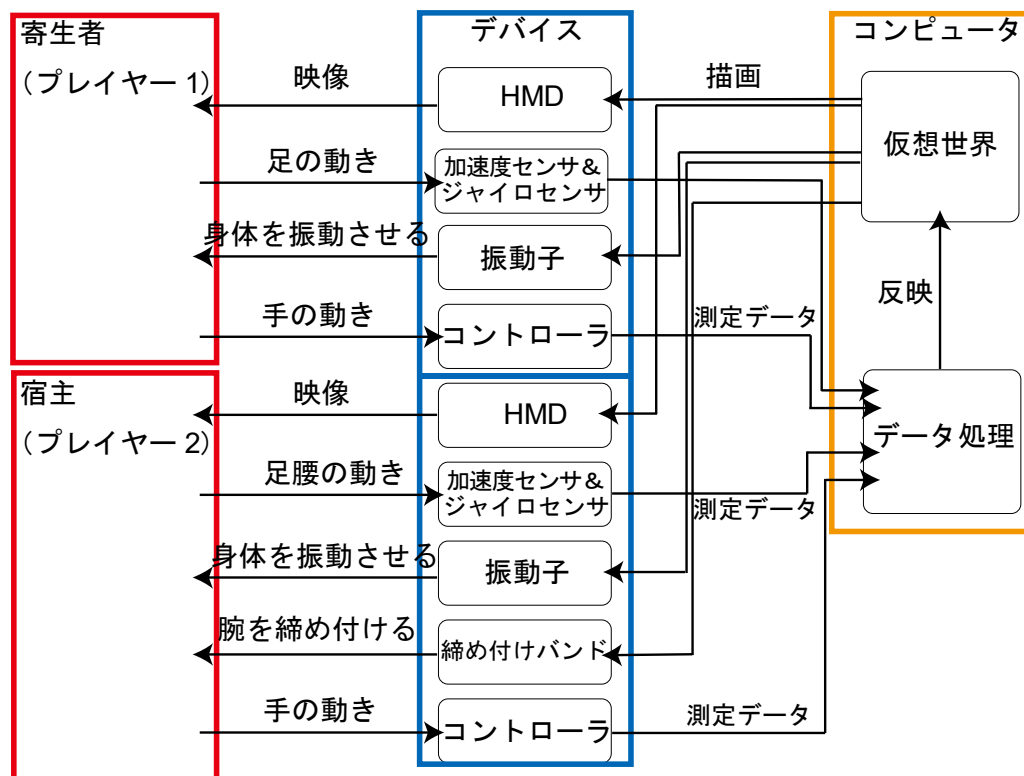 寄生者
（プレイヤー 1）
デバイス
コンピュータ
映像
HMD
描画
仮想世界
足の動き
加速度センサ＆
ジャイロセンサ
身体を振動させる
振動子
反映
手の動き
コントローラ
測定データ
宿主
（プレイヤー 2）
映像
HMD
データ処理
足腰の動き
加速度センサ＆
ジャイロセンサ
測定データ
身体を振動させる
振動子
腕を締め付ける
締め付けバンド
手の動き
コントローラ
測定データ